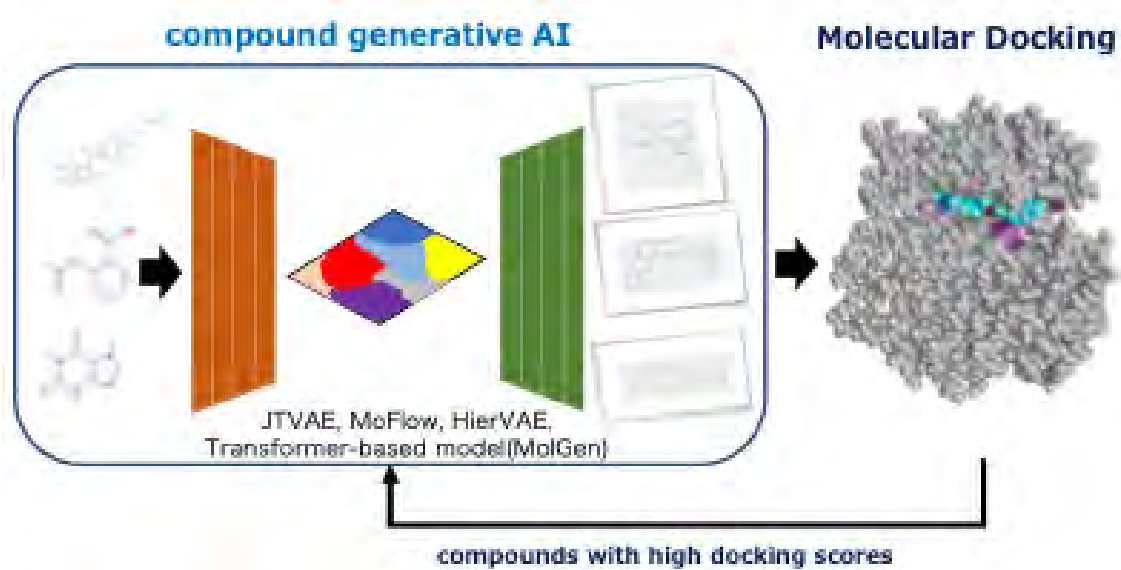 compound generative AI
Molecular Docking
JTVAE, MoFlow, HierVAE,
Transformer-based model(MolGen)
compounds with high docking scores